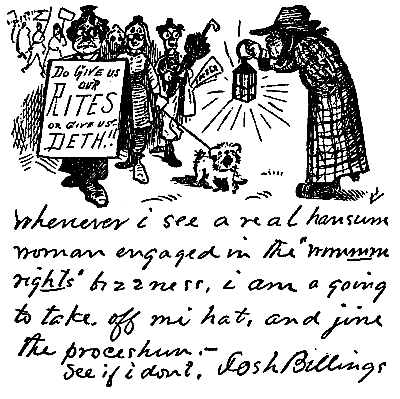 Do GIVE US
OUR
RITES
OR GIVE US
DETH!!
Whenever i see a real hansum
woman engaged in the "wimmin
rights" bizzness, i am a going
to take off mi hat, and jine
the proceshun.—
see if i dont. Josh Billings